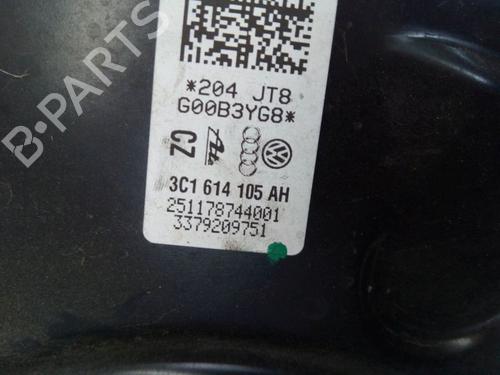 *204 JT8
G00B3YG8*
CZ
3C1 614 105 AH
251178744001
3379209751
B-PARTS